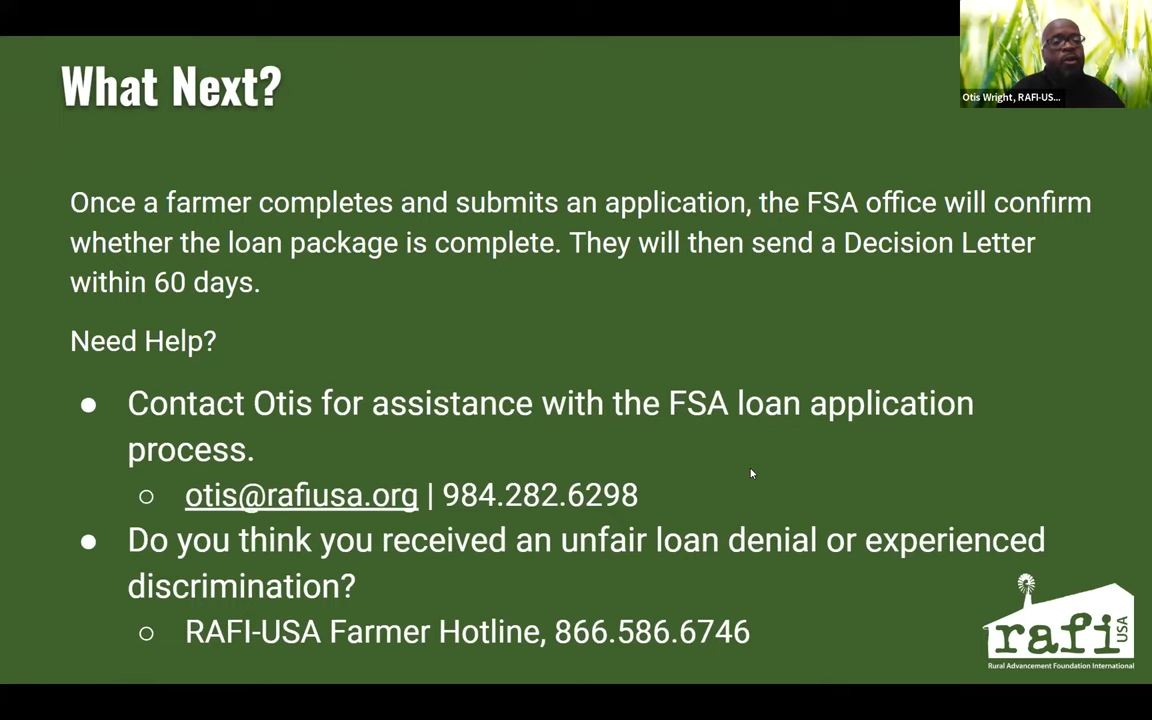 What Next?
Otis Wright, RAFI-US...
Once a farmer completes and submits an application, the FSA office will confirm
whether the loan package is complete. They will then send a Decision Letter
within 60 days.
Need Help?
● Contact Otis for assistance with the FSA loan application
process.
○ otis@rafiusa.org | 984.282.6298
● Do you think you received an unfair loan denial or experienced
discrimination?
○ RAFI-USA Farmer Hotline, 866.586.6746
rafi USA
Rural Advancement Foundation International